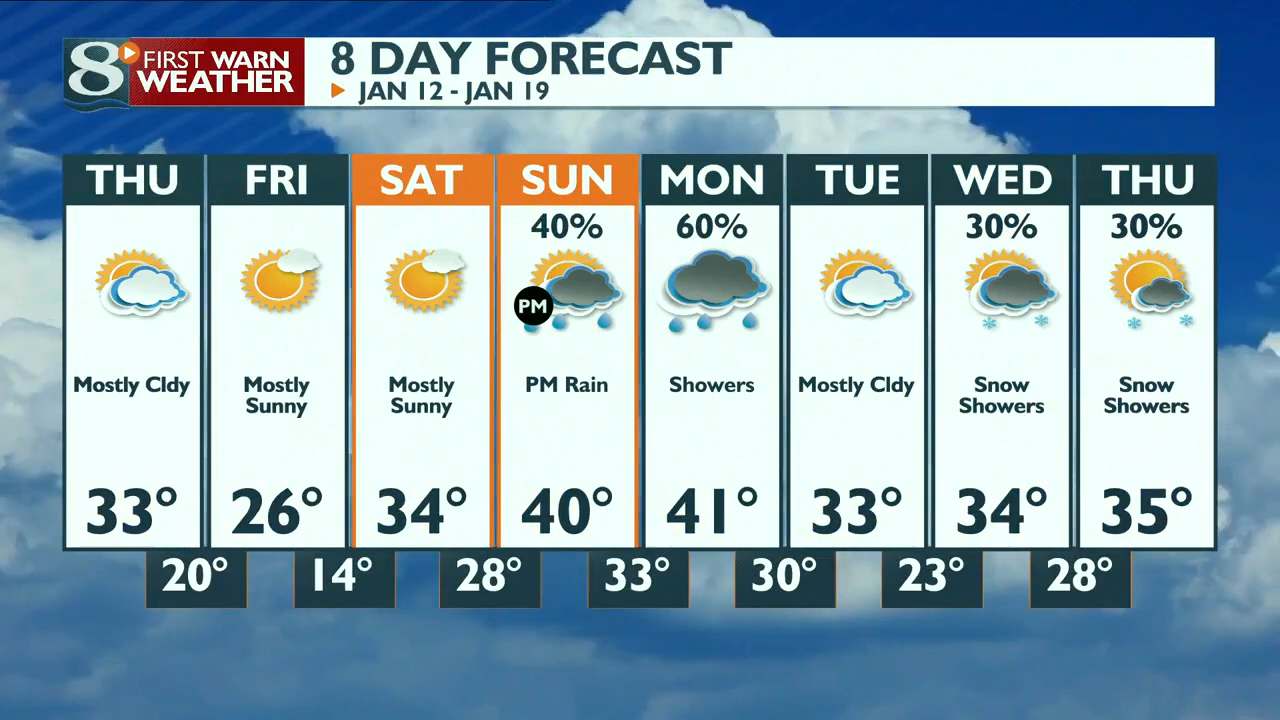 8 FIRST WARN
WEATHER
8 DAY FORECAST
JAN 12 - JAN 19
THU
Mostly Cldy
33°
FRI
Mostly
Sunny
26°
SAT
Mostly
Sunny
34°
SUN
40%
PM
PM Rain
40°
MON
60%
Showers
41°
TUE
Mostly Cldy
33°
WED
30%
Snow
Showers
34°
THU
30%
Snow
Showers
35°
20° 14° 28° 33° 30° 23° 28°